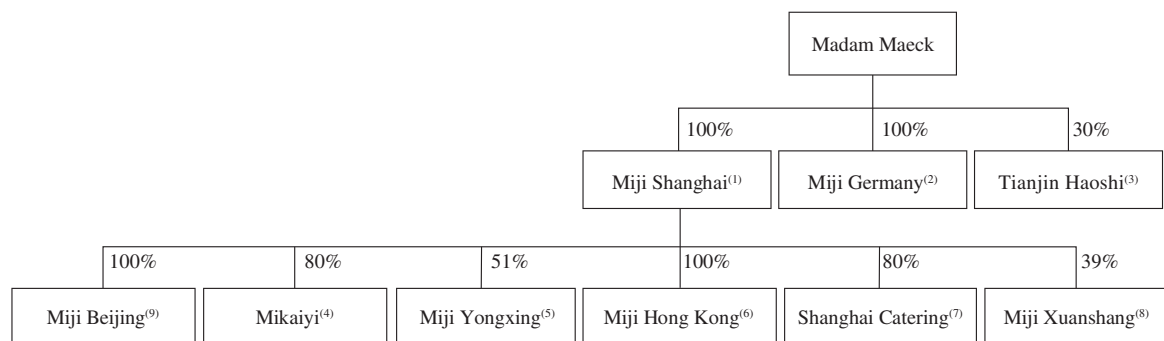 Madam Maeck
100% 100% 30%
Miji Shanghai(1) Miji Germany(2) Tianjin Haoshi(3)
100% 80% 51% 100% 80% 39%
Miji Beijing(9) Mikaiyi(4) Miji Yongxing(5) Miji Hong Kong(6) Shanghai Catering(7) Miji Xuanshang(8)